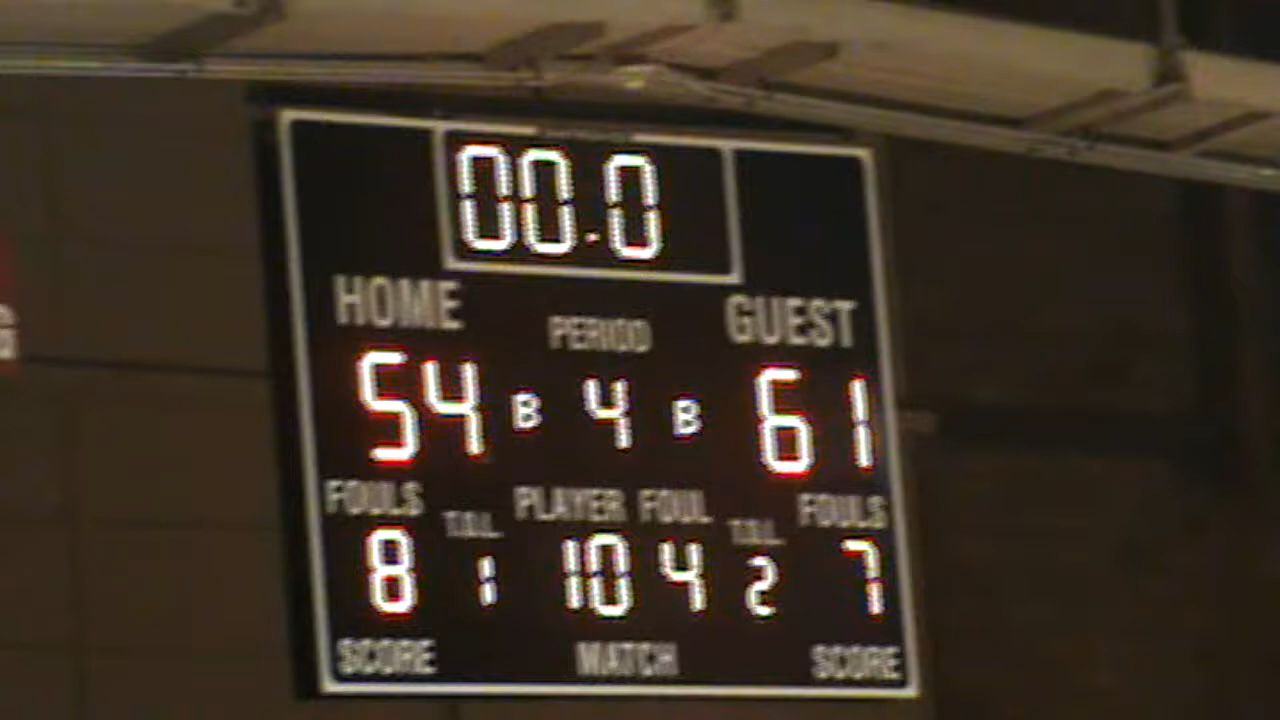 00.0
HOME PERIOD GUEST
54 B 4 B 61
FOULS T.O.L. PLAYER FOUL T.O.L. FOULS
8 1 10 4 2 7
SCORE MATCH SCORE